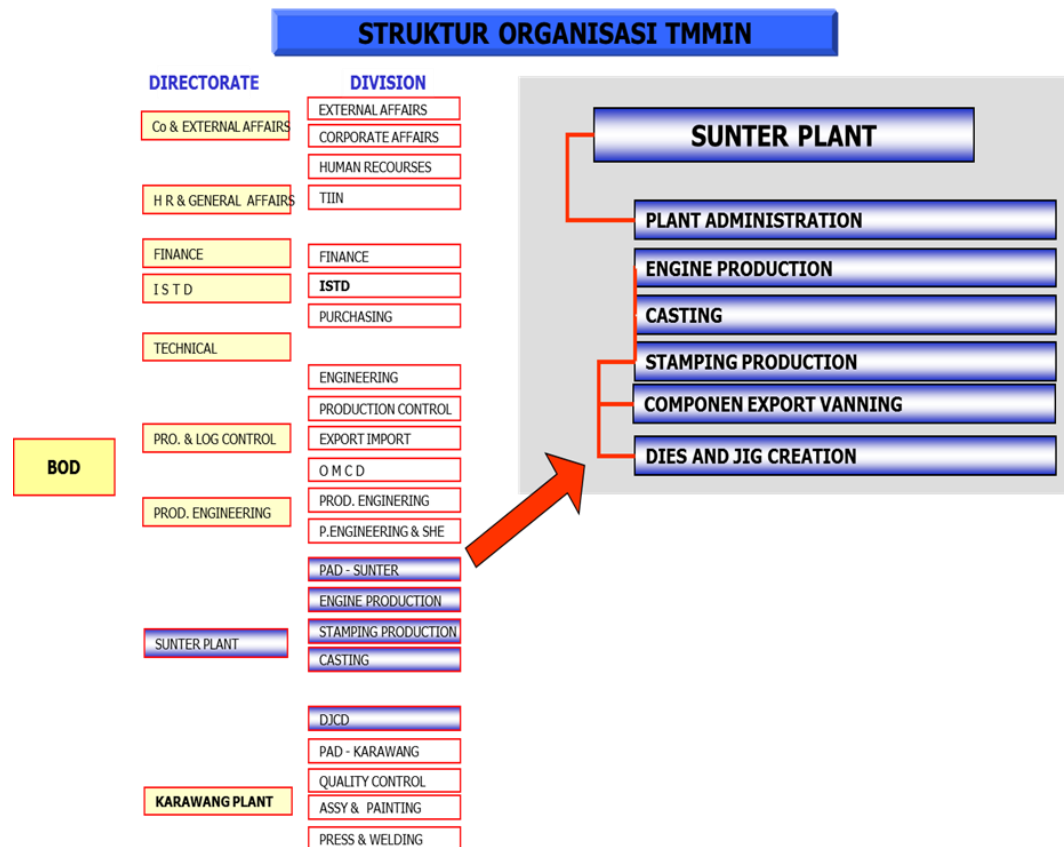 STRUKTUR ORGANISASI TMMIN
DIRECTORATE
DIVISION
BOD
Co & EXTERNAL AFFAIRS
H R & GENERAL AFFAIRS
FINANCE
I S T D
TECHNICAL
PRO. & LOG CONTROL
PROD. ENGINEERING
SUNTER PLANT
KARAWANG PLANT
EXTERNAL AFFAIRS
CORPORATE AFFAIRS
HUMAN RECOURSES
TIIN
FINANCE
ISTD
PURCHASING
ENGINEERING
PRODUCTION CONTROL
EXPORT IMPORT
O M C D
PROD. ENGINERING
P.ENGINEERING & SHE
PAD - SUNTER
ENGINE PRODUCTION
STAMPING PRODUCTION
CASTING
DJCD
PAD - KARAWANG
QUALITY CONTROL
ASSY & PAINTING
PRESS & WELDING
SUNTER PLANT
PLANT ADMINISTRATION
ENGINE PRODUCTION
CASTING
STAMPING PRODUCTION
COMPONEN EXPORT VANNING
DIES AND JIG CREATION